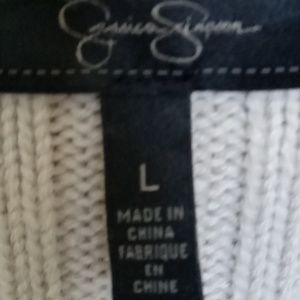 Jessica Simpson
L
MADE IN
CHINA
FABRIQUE
EN
CHINE